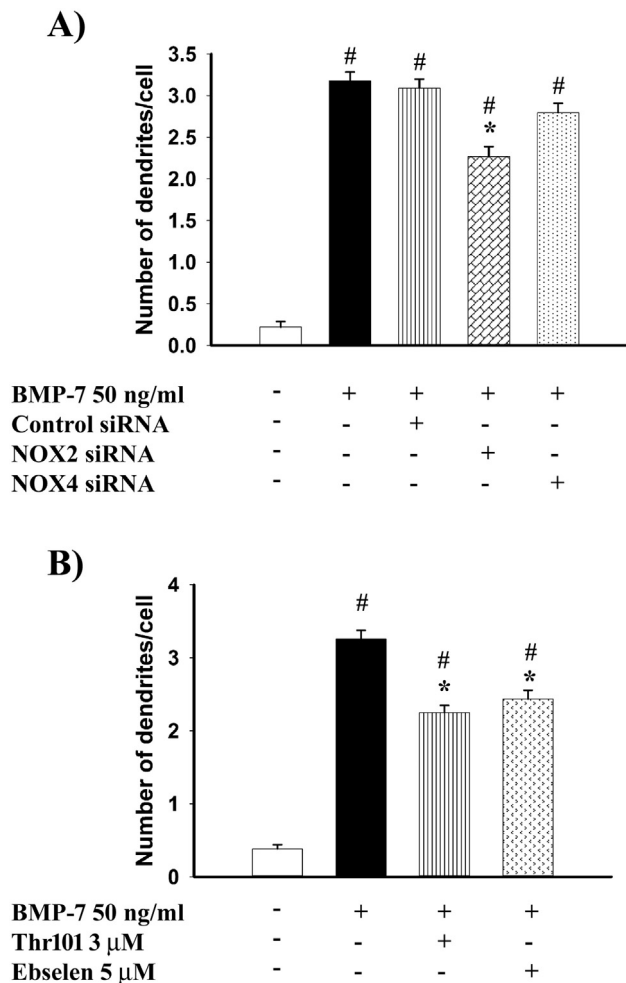 A)
Number of dendrites/cell
3.5
3.0
2.5
2.0
1.5
1.0
0.5
0.0
# # # * #
BMP-7 50 ng/ml - + + + +
Control siRNA - - + - -
NOX2 siRNA - - - + -
NOX4 siRNA - - - - +
B)
Number of dendrites/cell
4
3
2
1
0
# # * # *
BMP-7 50 ng/ml - + + +
Thr101 3 μM - - + -
Ebselen 5 μM - - - +